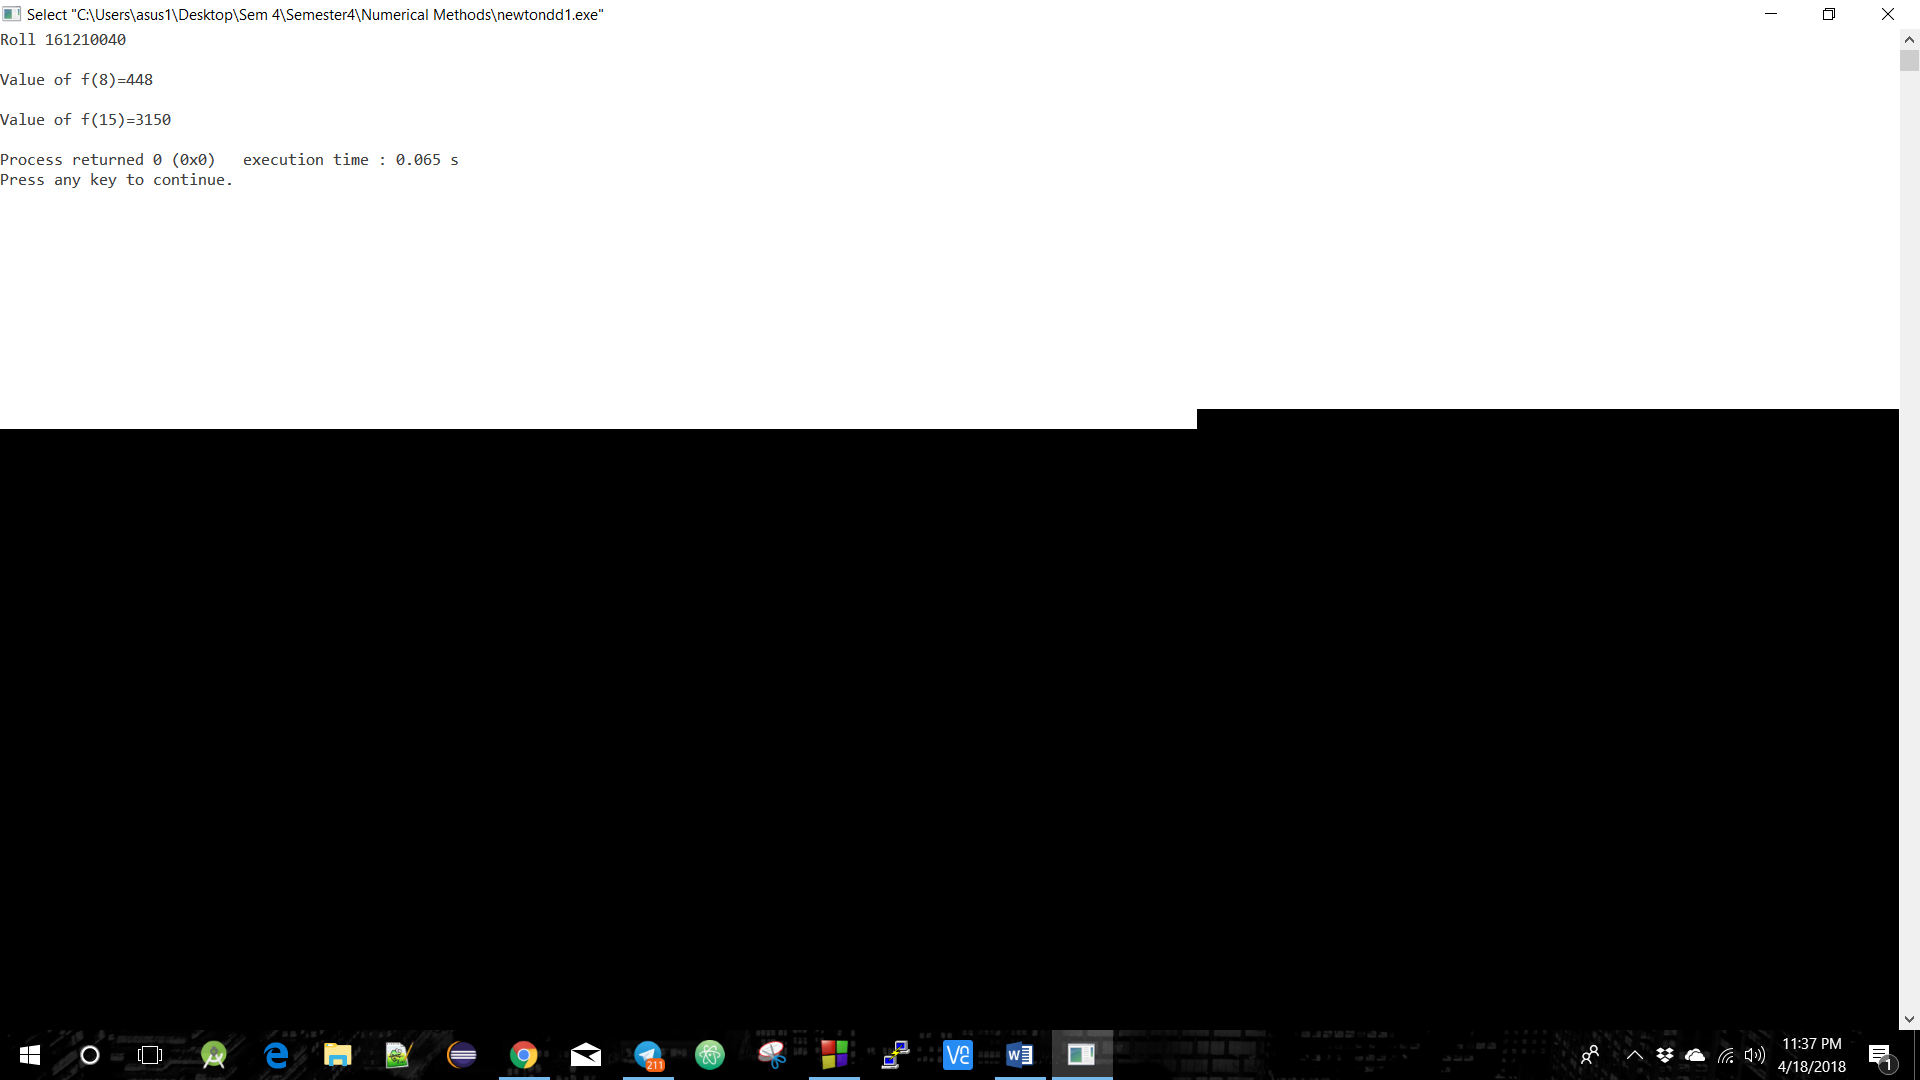 Select "C:\Users\asus1\Desktop\Sem 4\Semester4\Numerical Methods\newtondd1.exe"
Roll 161210040
Value of f(8)=448
Value of f(15)=3150
Process returned 0 (0x0)   execution time : 0.065 s
Press any key to continue.
211
11:37 PM
4/18/2018
1